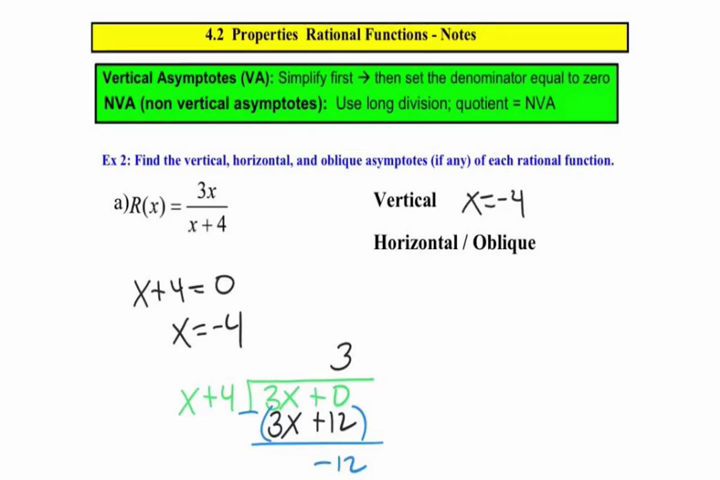 4.2 Properties Rational Functions - Notes
Vertical Asymptotes (VA): Simplify first → then set the denominator equal to zero
NVA (non vertical asymptotes): Use long division; quotient = NVA
Ex 2: Find the vertical, horizontal, and oblique asymptotes (if any) of each rational function.
a) R(x) = 3x / x + 4
Vertical x=-4
Horizontal / Oblique
x+4=0
x=-4
3
x+4 3x + 0
-(3x +12)
-12